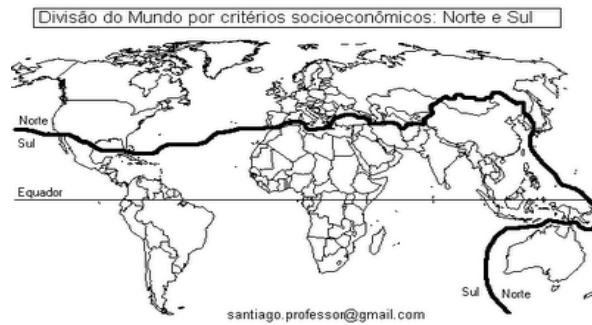 Divisão do Mundo por critérios socioeconômicos: Norte e Sul
Norte
Sul
Equador
Sul Norte
santiago.professor@gmail.com